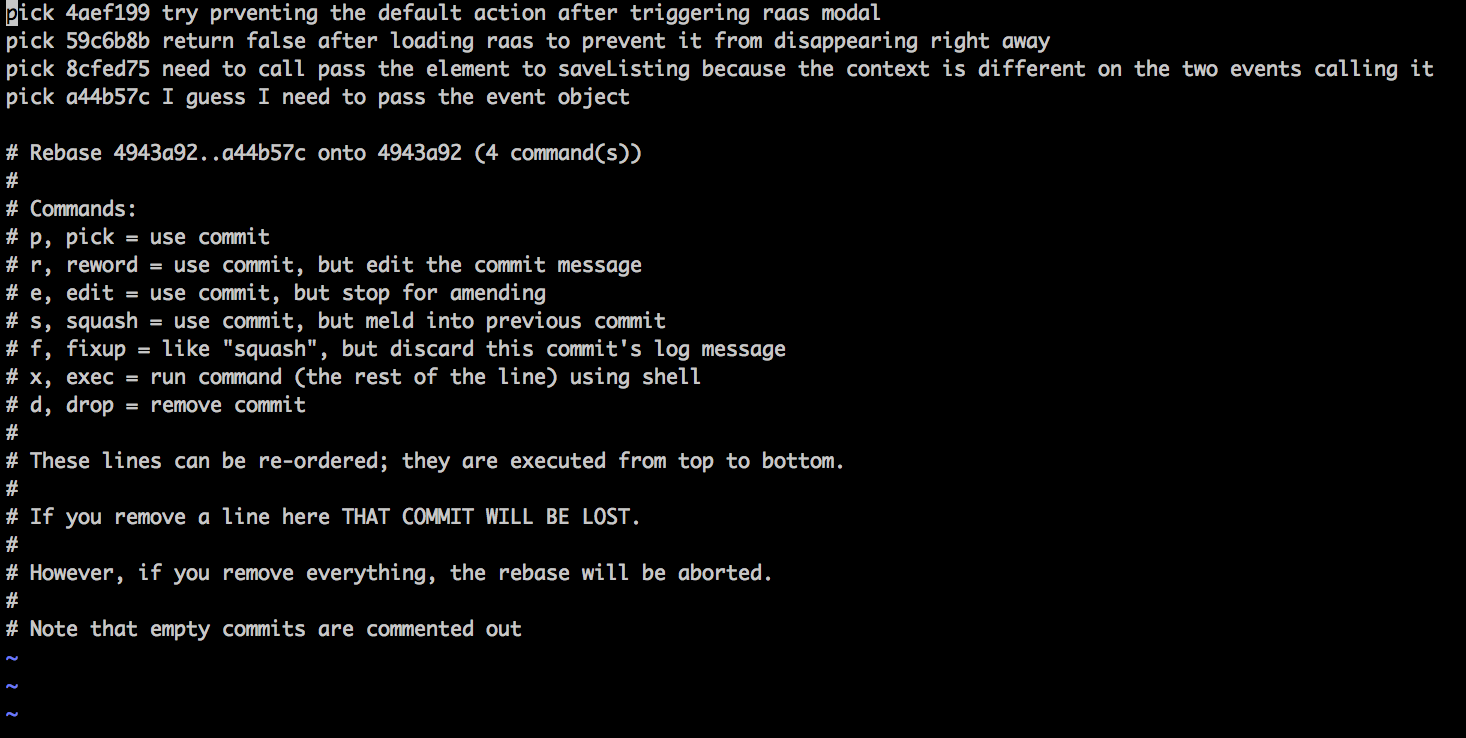 pick 4aef199 try prventing the default action after triggering raas modal
pick 59c6b8b return false after loading raas to prevent it from disappearing right away
pick 8cfed75 need to call pass the element to saveListing because the context is different on the two events calling it
pick a44b57c I guess I need to pass the event object

# Rebase 4943a92..a44b57c onto 4943a92 (4 command(s))
#
# Commands:
# p, pick = use commit
# r, reword = use commit, but edit the commit message
# e, edit = use commit, but stop for amending
# s, squash = use commit, but meld into previous commit
# f, fixup = like "squash", but discard this commit's log message
# x, exec = run command (the rest of the line) using shell
# d, drop = remove commit
#
# These lines can be re-ordered; they are executed from top to bottom.
#
# If you remove a line here THAT COMMIT WILL BE LOST.
#
# However, if you remove everything, the rebase will be aborted.
#
# Note that empty commits are commented out
~
~
~